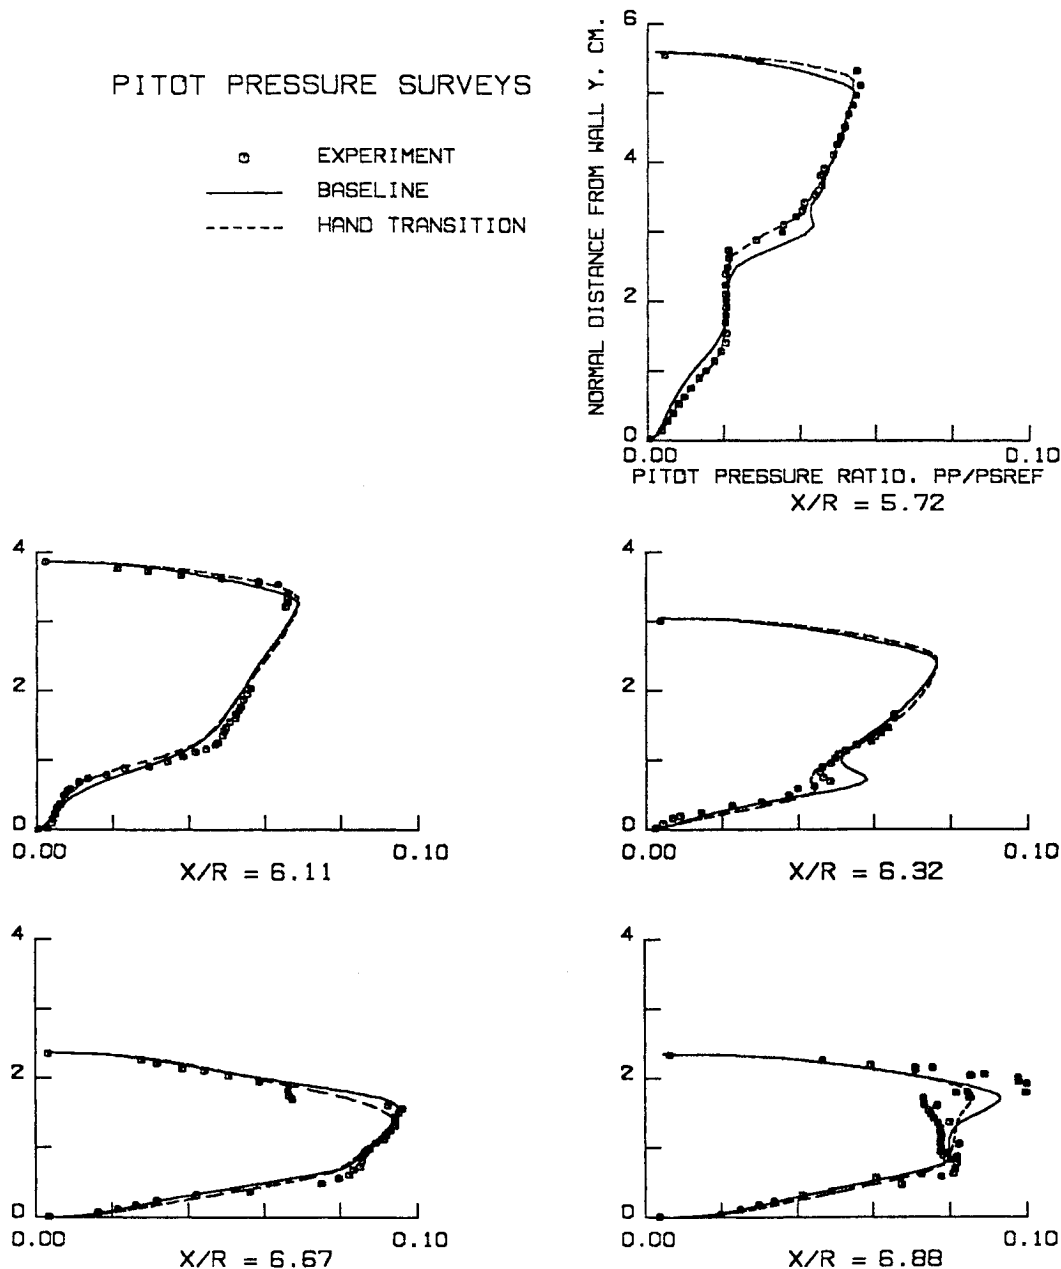 PITOT PRESSURE SURVEYS
EXPERIMENT
BASELINE
HAND TRANSITION
NORMAL DISTANCE FROM WALL Y, CM.
6
4
2
0
0.00
0.10
PITOT PRESSURE RATIO, PP/PSREF
X/R = 5.72
4
2
0
0.00
0.10
X/R = 6.11
4
2
0
0.00
0.10
X/R = 6.32
4
2
0
0.00
0.10
X/R = 6.67
4
2
0
0.00
0.10
X/R = 6.88